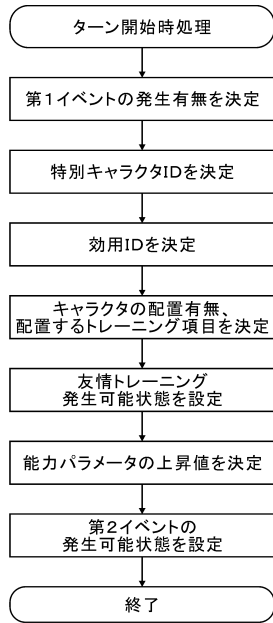 ターン開始時処理
第1イベントの発生有無を決定
特別キャラクタIDを決定
効用IDを決定
キャラクタの配置有無、
配置するトレーニング項目を決定
友情トレーニング
発生可能状態を設定
能力パラメータの上昇値を決定
第2イベントの
発生可能状態を設定
終了